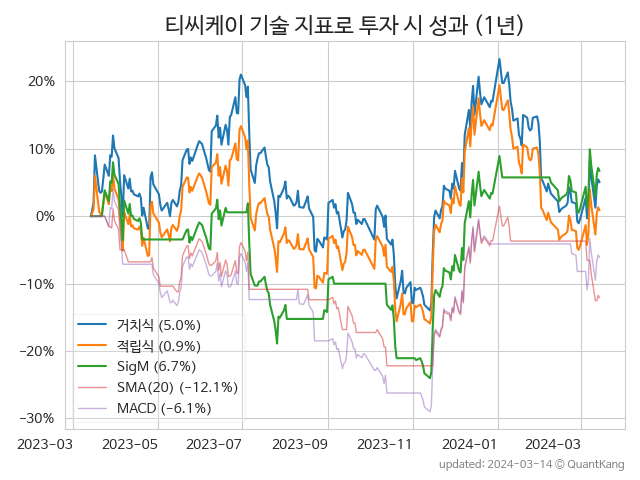 티씨케이 기술 지표로 투자 시 성과 (1년)
20%
10%
0%
−10%
−20%
−30%
거치식 (5.0%)
적립식 (0.9%)
SigM (6.7%)
SMA(20) (−12.1%)
MACD (−6.1%)
2023-03 2023-05 2023-07 2023-09 2023-11 2024-01 2024-03
updated: 2024-03-14 © QuantKang